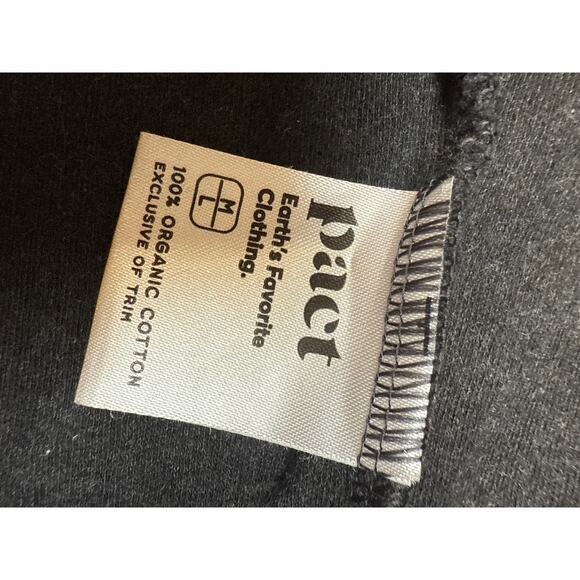 pact
Earth's Favorite
Clothing.
M
L
100% ORGANIC COTTON
EXCLUSIVE OF TRIM